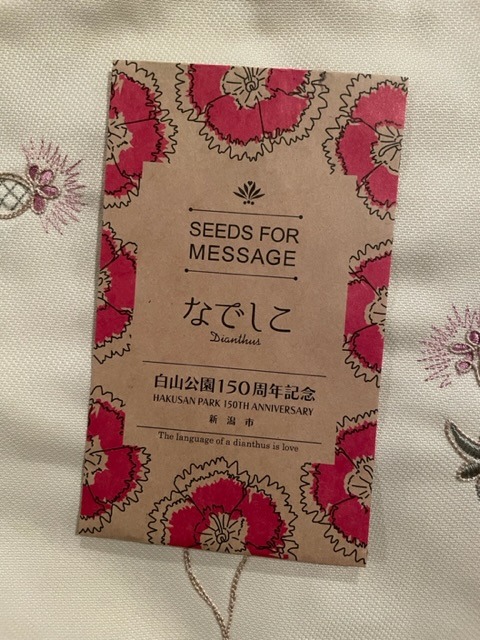 SEEDS FOR
MESSAGE
なでしこ
Dianthus
白山公園150周年記念
HAKUSAN PARK 150TH ANNIVERSARY
新潟市
The language of a dianthus is love